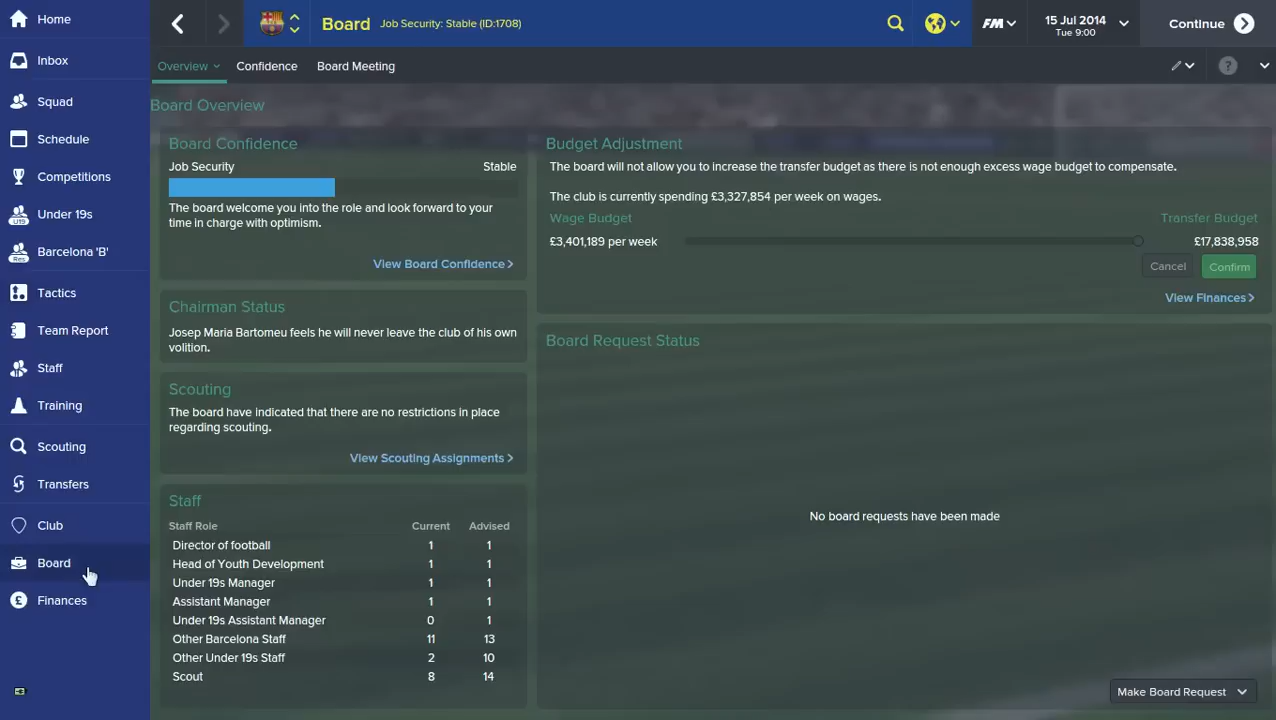 Home
Inbox
Squad
Schedule
Competitions
Under 19s
Barcelona 'B'
Tactics
Team Report
Staff
Training
Scouting
Transfers
Club
Board
Finances
Board Job Security: Stable (ID:1708)
FM
15 Jul 2014
Tue 9:00
Continue
Overview Confidence Board Meeting
?
Board Overview
Board Confidence
Job Security Stable
The board welcome you into the role and look forward to your
time in charge with optimism.
View Board Confidence >
Chairman Status
Josep Maria Bartomeu feels he will never leave the club of his own
volition.
Scouting
The board have indicated that there are no restrictions in place
regarding scouting.
View Scouting Assignments >
Staff
Staff Role Current Advised
Director of football 1 1
Head of Youth Development 1 1
Under 19s Manager 1 1
Assistant Manager 1 1
Under 19s Assistant Manager 0 1
Other Barcelona Staff 11 13
Other Under 19s Staff 2 10
Scout 8 14
Budget Adjustment
The board will not allow you to increase the transfer budget as there is not enough excess wage budget to compensate.
The club is currently spending £3,327,854 per week on wages.
Wage Budget Transfer Budget
£3,401,189 per week £17,838,958
Cancel Confirm
View Finances >
Board Request Status
No board requests have been made
Make Board Request